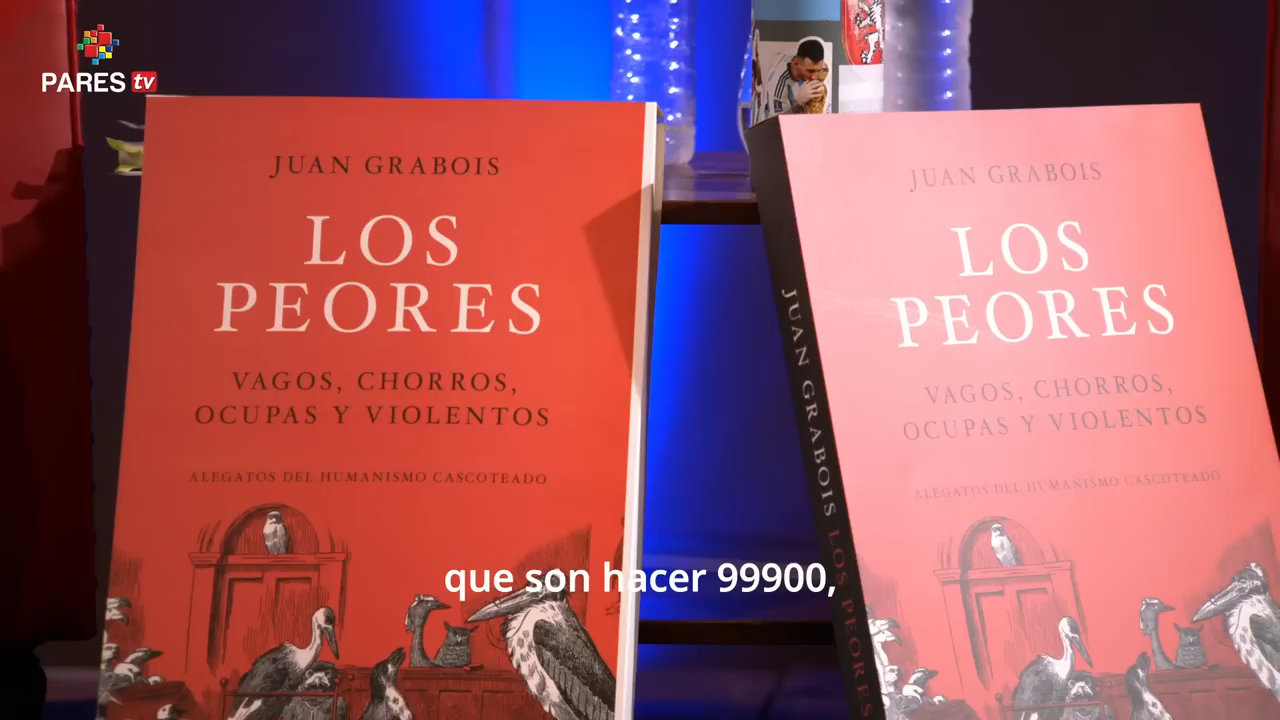 PARES tv
JUAN GRABOIS
LOS
PEORES
VAGOS, CHORROS,
OCUPAS Y VIOLENTOS
ALEGATOS DEL HUMANISMO CASCOTEADO
JUAN GRABOIS
LOS
PEORES
VAGOS, CHORROS,
OCUPAS Y VIOLENTOS
ALEGATOS DEL HUMANISMO CASCOTEADO
JUAN GRABOIS LOS PEORES
que son hacer 99900,